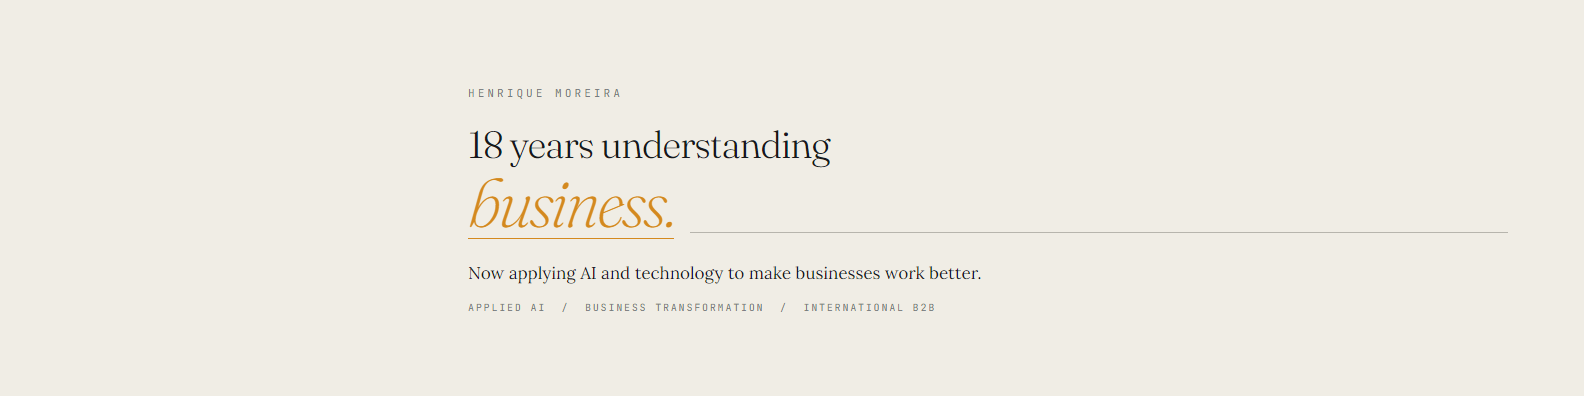 HENRIQUE MOREIRA
18 years understanding
business.
Now applying AI and technology to make businesses work better.
APPLIED AI / BUSINESS TRANSFORMATION / INTERNATIONAL B2B